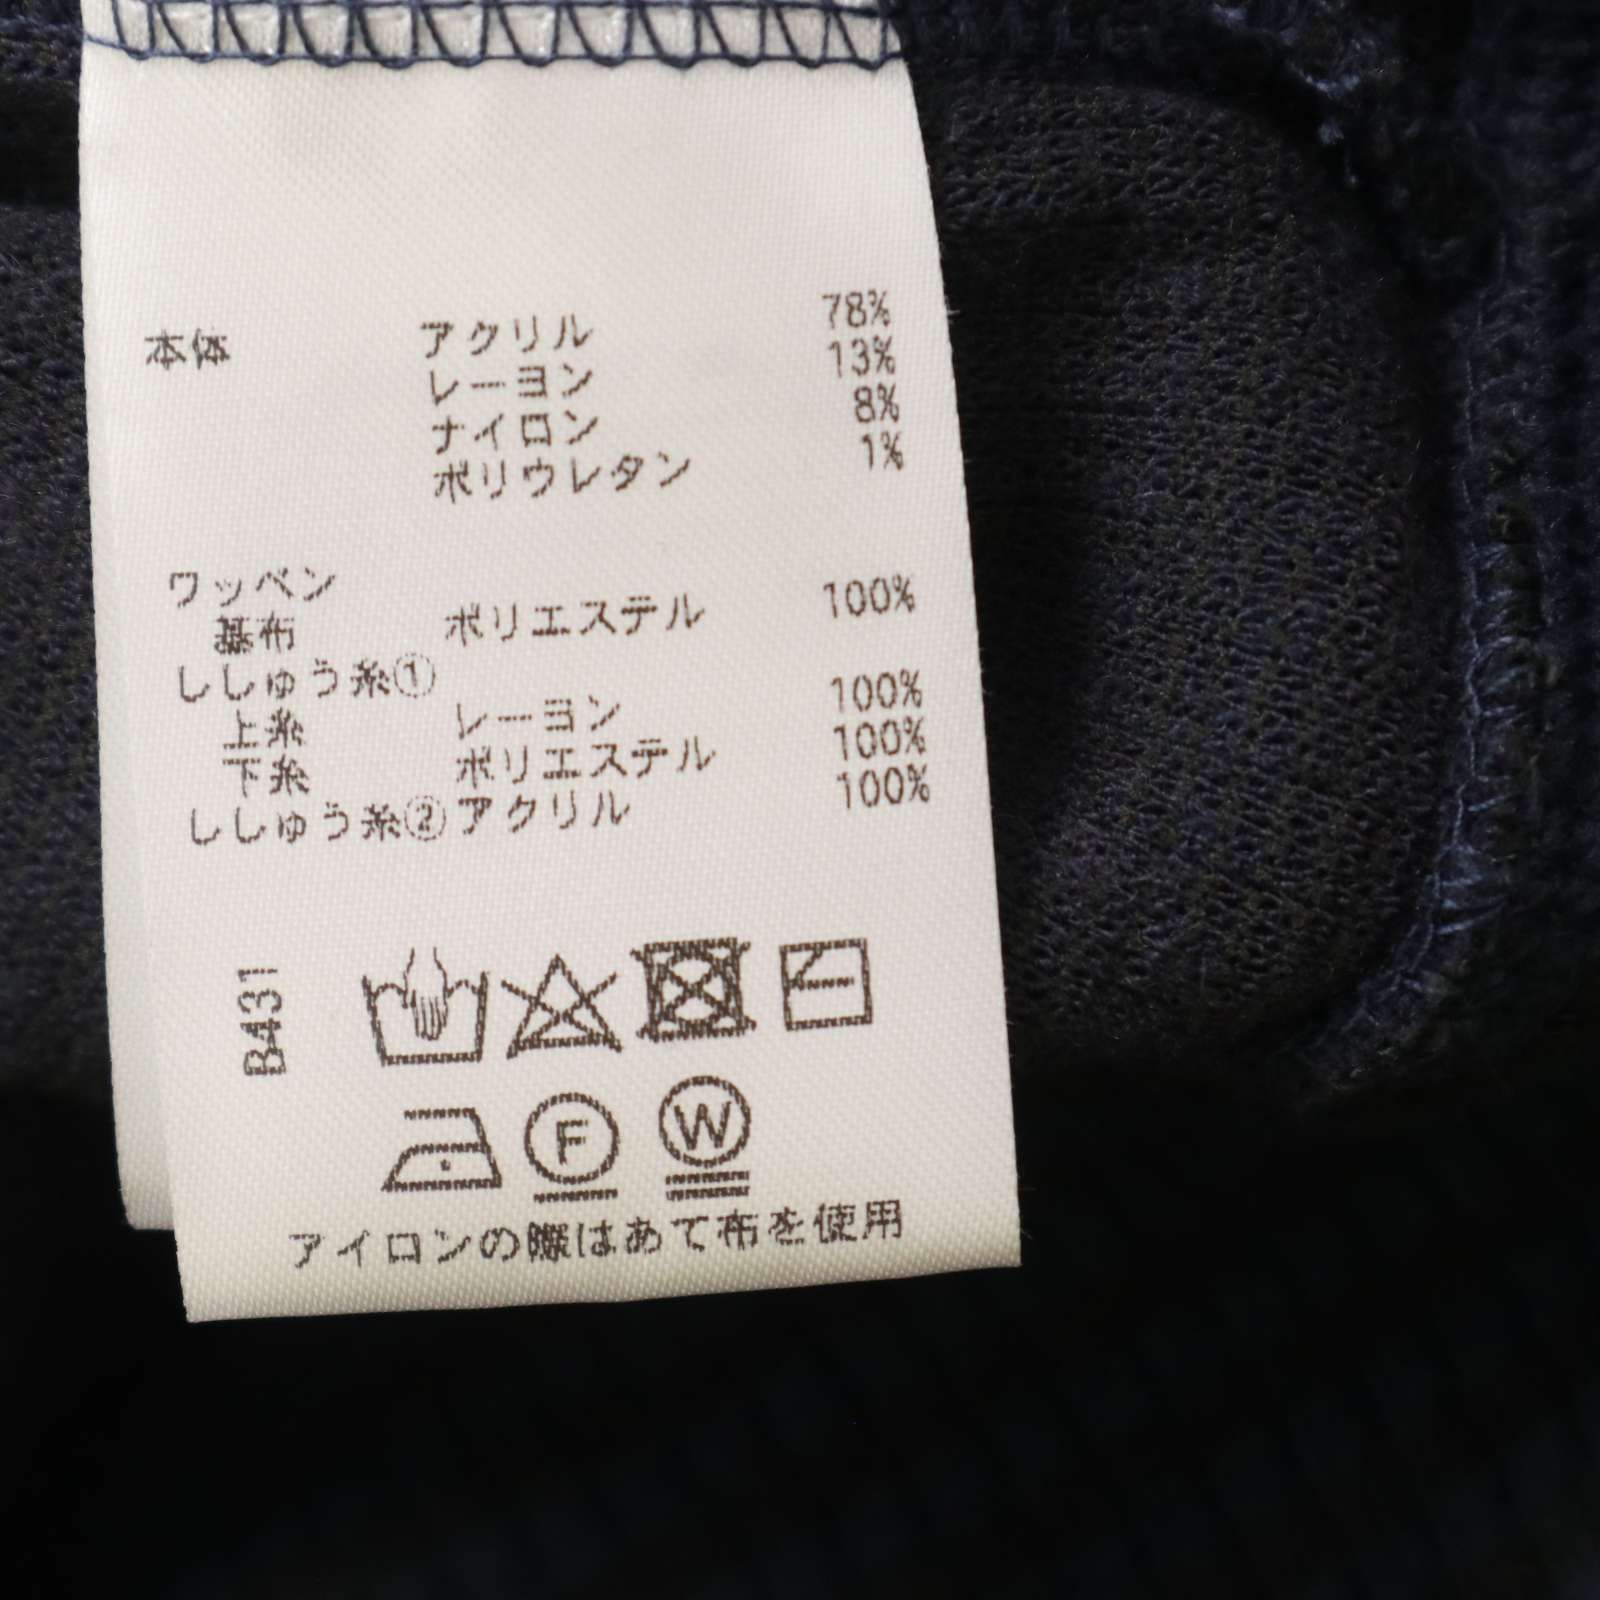 本体 アクリル 78%
レーヨン 13%
ナイロン 8%
ポリウレタン 1%
ワッペン
基布 ポリエステル 100%
ししゅう糸①
上糸 レーヨン 100%
下糸 ポリエステル 100%
ししゅう糸② アクリル 100%
B431
F W
アイロンの際はあて布を使用